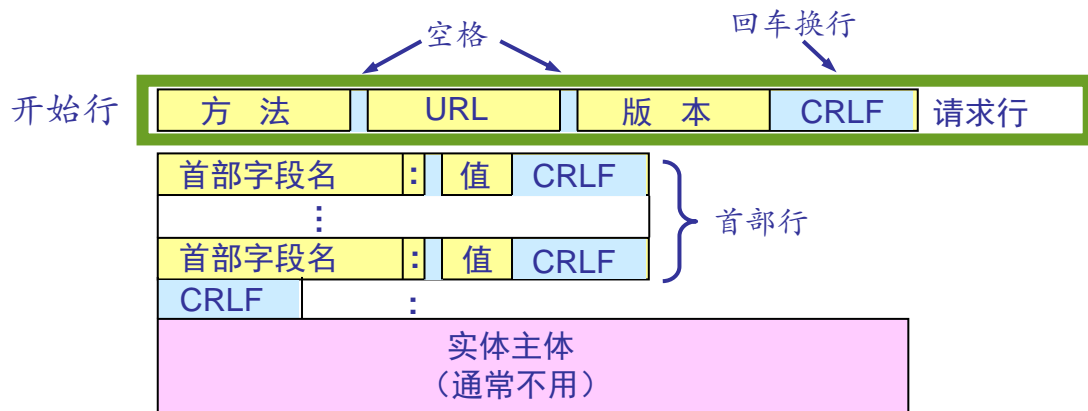 空格 回车换行
开始行 方 法 URL 版 本 CRLF 请求行
首部字段名 : 值 CRLF
⋮
首部行
首部字段名 : 值 CRLF
CRLF :
实体主体
（通常不用）